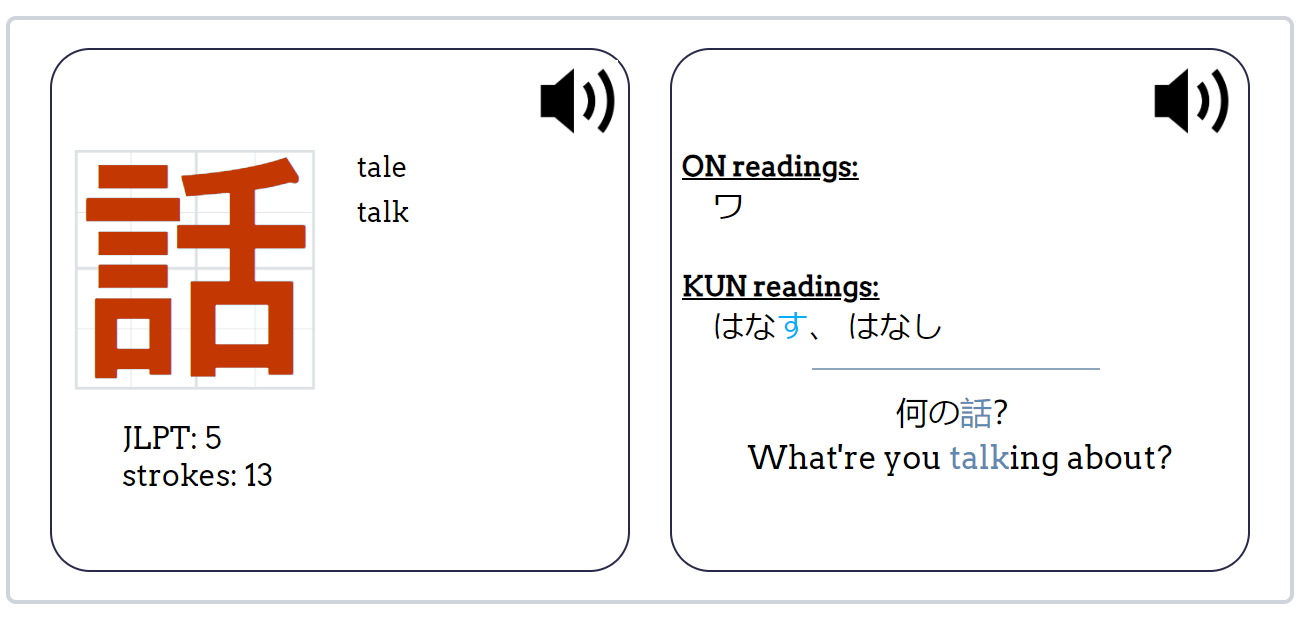 話
tale
talk
JLPT: 5
strokes: 13
ON readings:
ワ
KUN readings:
はなす、 はなし
何の話?
What're you talking about?